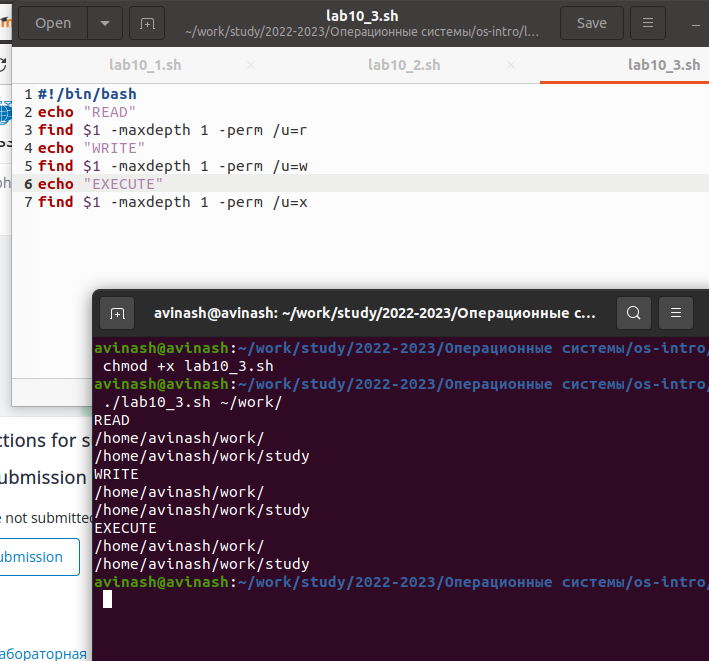 Open
lab10_3.sh
~/work/study/2022-2023/Операционные системы/os-intro/l...
Save
lab10_1.sh
lab10_2.sh
lab10_3.sh
1 #!/bin/bash
2 echo "READ"
3 find $1 -maxdepth 1 -perm /u=r
4 echo "WRITE"
5 find $1 -maxdepth 1 -perm /u=w
6 echo "EXECUTE"
7 find $1 -maxdepth 1 -perm /u=x
avinash@avinash: ~/work/study/2022-2023/Операционные с...
avinash@avinash:~/work/study/2022-2023/Операционные системы/os-intro/
chmod +x lab10_3.sh
avinash@avinash:~/work/study/2022-2023/Операционные системы/os-intro/
./lab10_3.sh ~/work/
READ
/home/avinash/work/
/home/avinash/work/study
WRITE
/home/avinash/work/
/home/avinash/work/study
EXECUTE
/home/avinash/work/
/home/avinash/work/study
avinash@avinash:~/work/study/2022-2023/Операционные системы/os-intro/
ctions for s
ubmission
e not submitted
ubmission
абораторная